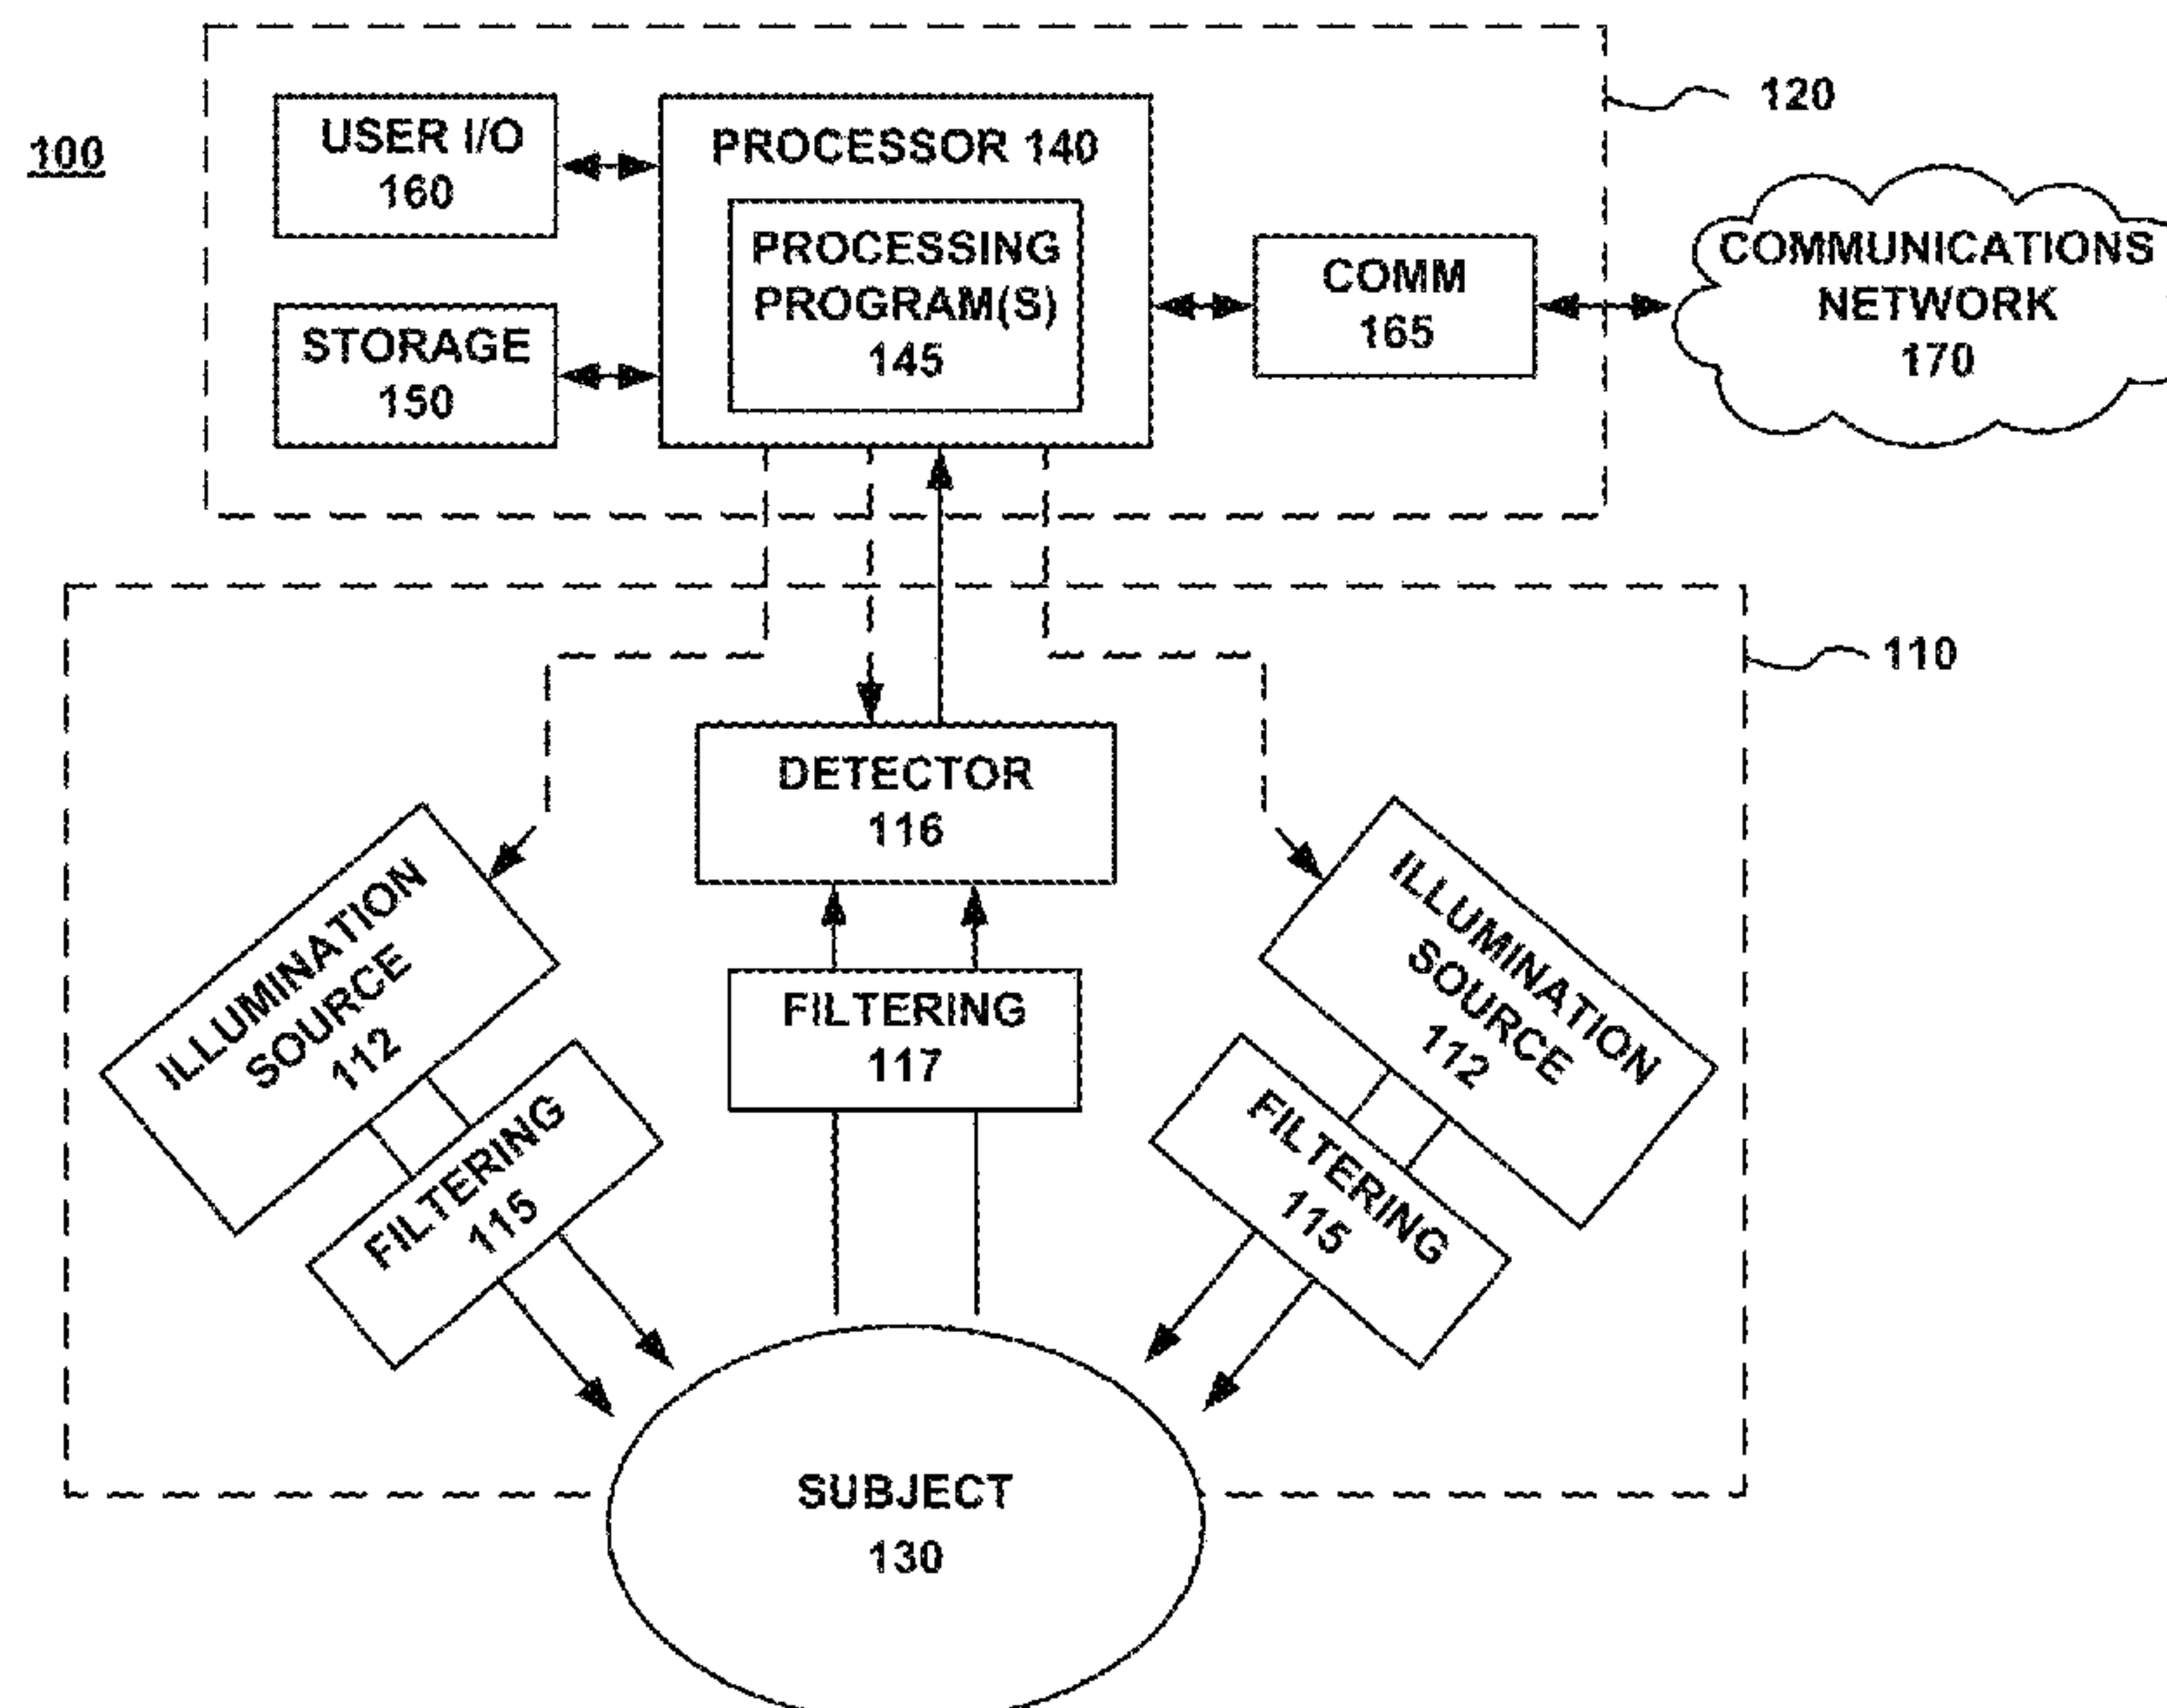 100
120
USER I/O
160
PROCESSOR 140
PROCESSING
PROGRAM(S)
145
STORAGE
150
COMM
165
COMMUNICATIONS
NETWORK
170
110
DETECTOR
116
ILLUMINATION
SOURCE
112
FILTERING
115
FILTERING
117
ILLUMINATION
SOURCE
112
FILTERING
115
SUBJECT
130